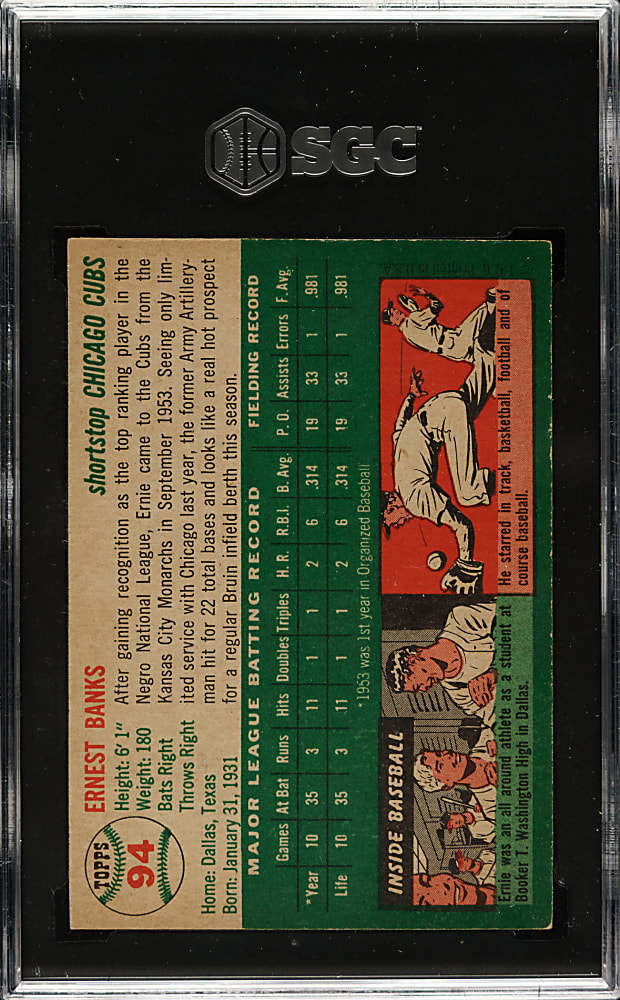 SGC
TOPPS
94
ERNEST BANKS
shortstop CHICAGO CUBS
Height: 6' 1"
Weight: 180
Bats Right
Throws Right
Home: Dallas, Texas
Born: January 31, 1931
After gaining recognition as the top ranking player in the
Negro National League, Ernie came to the Cubs from the
Kansas City Monarchs in September 1953. Seeing only lim-
ited service with Chicago last year, the former Army Artillery-
man hit for 22 total bases and looks like a real hot prospect
for a regular Bruin infield berth this season.
MAJOR LEAGUE BATTING RECORD FIELDING RECORD
Games At Bat Runs Hits Doubles Triples H.R. R.B.I. B. Avg. P. O. Assists Errors F. Avg.
*Year 10 35 3 11 1 1 2 6 .314 19 33 1 .981
Life 10 35 3 11 1 1 2 6 .314 19 33 1 .981
*1953 was 1st year in Organized Baseball
INSIDE BASEBALL
Ernie was an all around athlete as a student at
Booker T. Washington High in Dallas.
He starred in track, basketball, football and of
course baseball.
Printed in U.S.A.